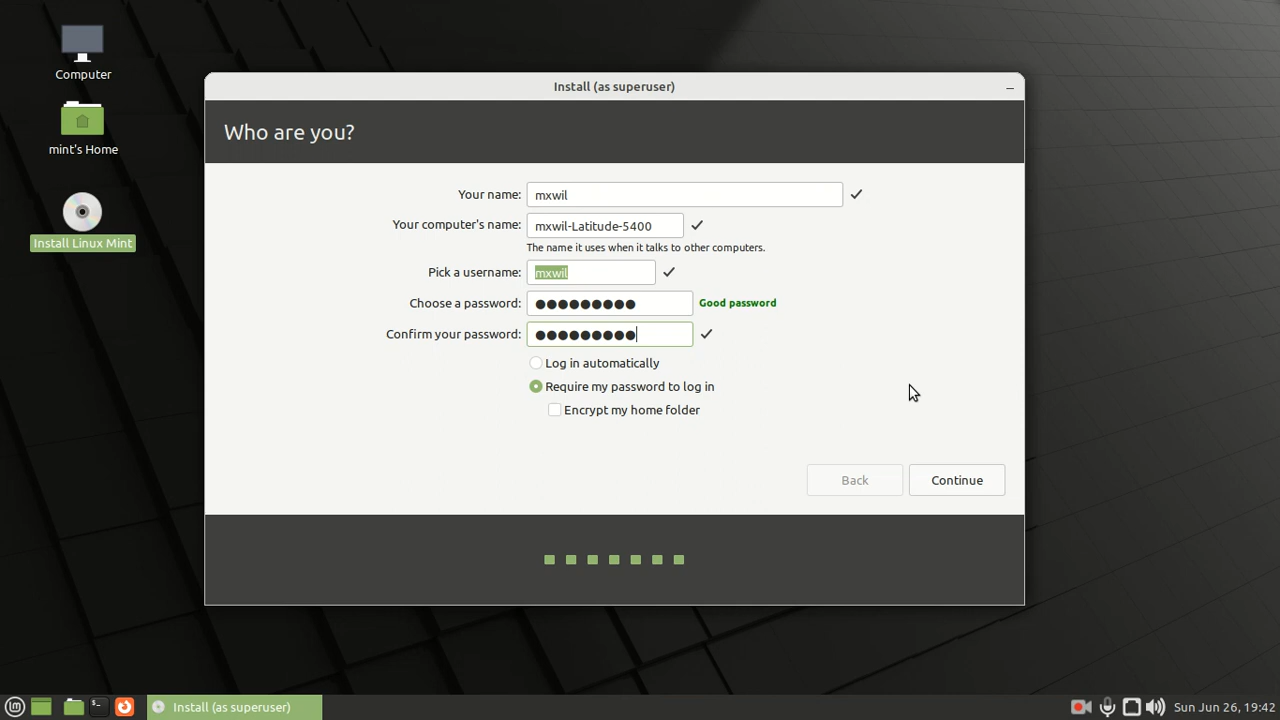 Computer
mint's Home
Install Linux Mint
Install (as superuser)
Who are you?
Your name: mxwil
Your computer's name: mxwil-Latitude-5400
The name it uses when it talks to other computers.
Pick a username: mxwil
Choose a password: ●●●●●●●●● Good password
Confirm your password: ●●●●●●●●●
Log in automatically
Require my password to log in
Encrypt my home folder
Back Continue
Install (as superuser) Sun Jun 26, 19:42